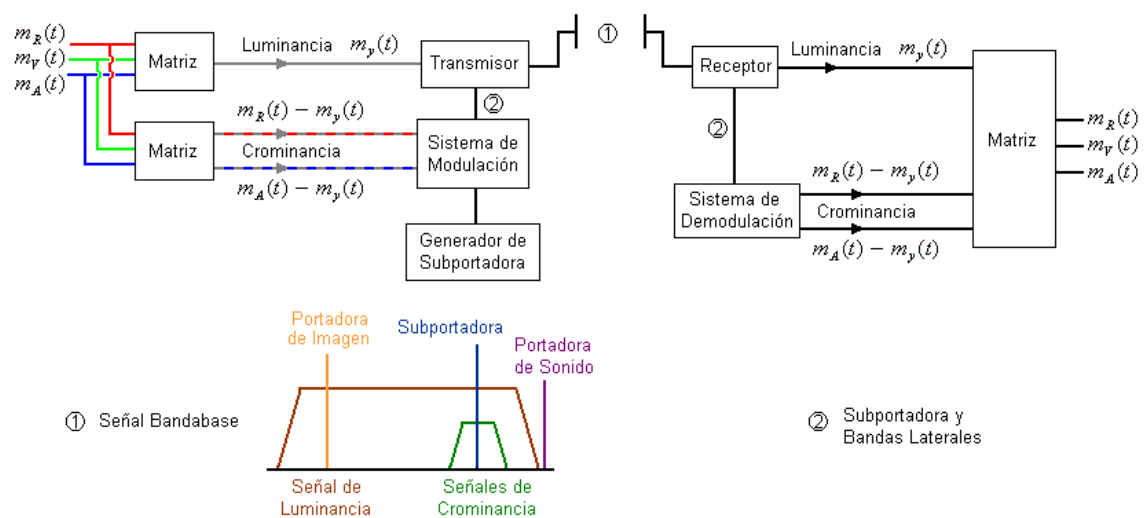 m_R(t)
m_V(t)
m_A(t)
Matriz
Luminancia m_y(t)
Transmisor
①
Receptor
Luminancia m_y(t)
②
②
m_R(t) − m_y(t)
Matriz
Crominancia
m_A(t) − m_y(t)
Sistema de
Modulación
Generador de
Subportadora
Sistema de
Demodulación
m_R(t) − m_y(t)
Crominancia
m_A(t) − m_y(t)
Matriz
m_R(t)
m_V(t)
m_A(t)
① Señal Bandabase
Portadora
de Imagen
Subportadora
Portadora
de Sonido
Señal de
Luminancia
Señales de
Crominancia
② Subportadora y
Bandas Laterales